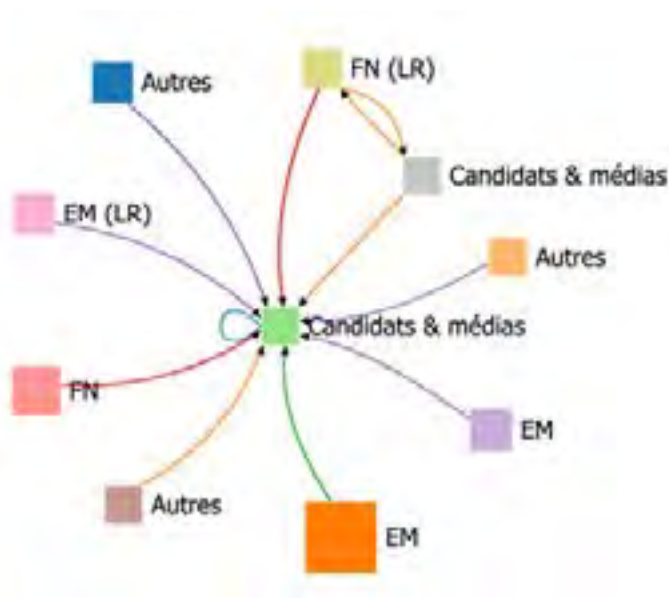 FN (LR)
Autres
Candidats & médias
EM (LR)
Autres
Candidats & médias
FN
EM
Autres
EM